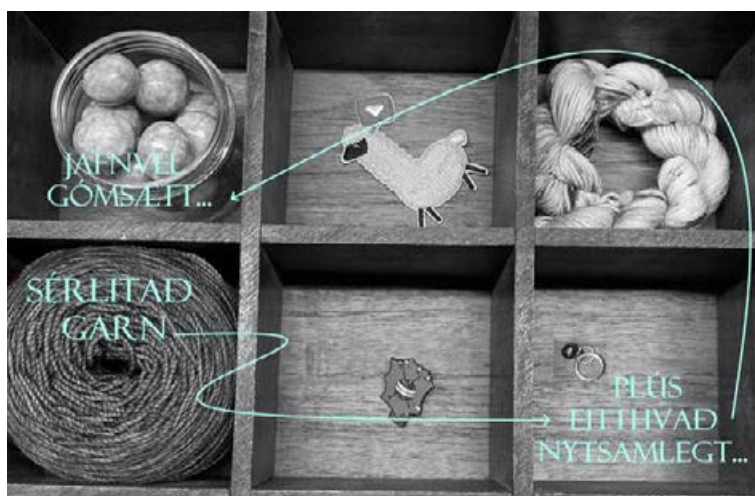 JAFNVEL
GÓMSÆTT...
SÉRLITAÐ
GARN
PLÚS
EITTHVAÐ
NYTSAMLEGT...